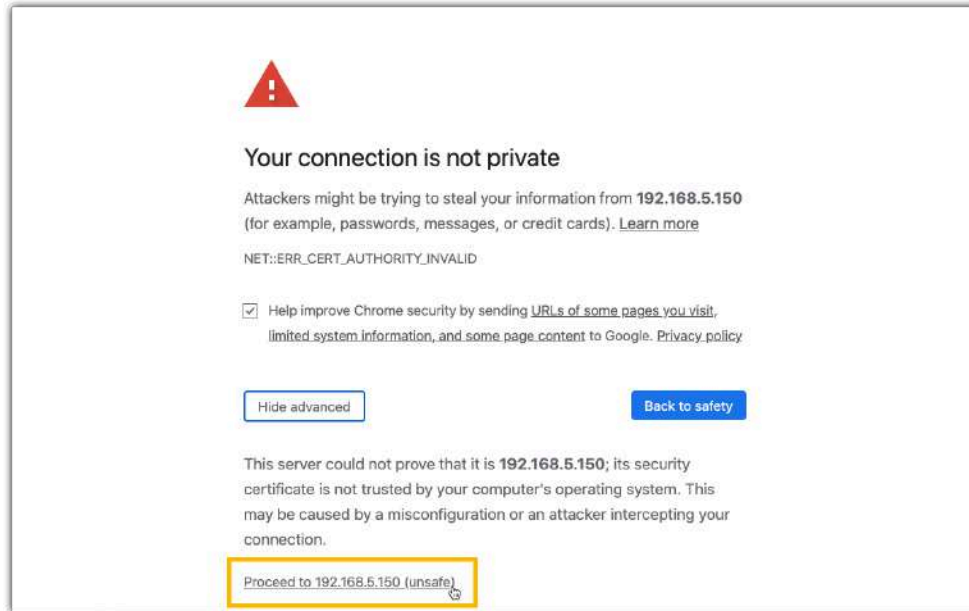 Your connection is not private
Attackers might be trying to steal your information from 192.168.5.150
(for example, passwords, messages, or credit cards). Learn more
NET::ERR_CERT_AUTHORITY_INVALID
Help improve Chrome security by sending URLs of some pages you visit,
limited system information, and some page content to Google. Privacy policy
Hide advanced
Back to safety
This server could not prove that it is 192.168.5.150; its security
certificate is not trusted by your computer's operating system. This
may be caused by a misconfiguration or an attacker intercepting your
connection.
Proceed to 192.168.5.150 (unsafe)